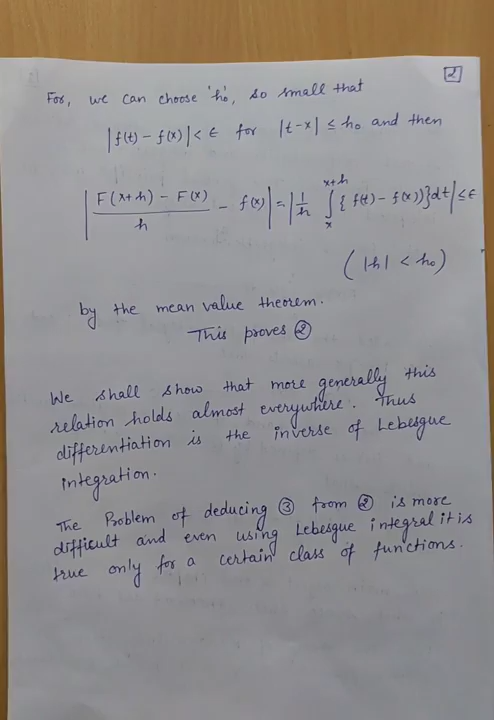 2
For, we can choose 'h₀', so small that
|f(t) - f(x)| < ε for |t-x| ≤ h₀ and then
| (F(x+h) - F(x))/h - f(x) | = | 1/h ∫ₓˣ⁺ʰ { f(t) - f(x)) } dt | ≤ ε
( |h| < h₀ )
by the mean value theorem.
This proves ②
We shall show that more generally this
relation holds almost everywhere. Thus
differentiation is the inverse of Lebesgue
integration.
The Problem of deducing ③ from ② is more
difficult and even using Lebesgue integral it is
true only for a certain class of functions.